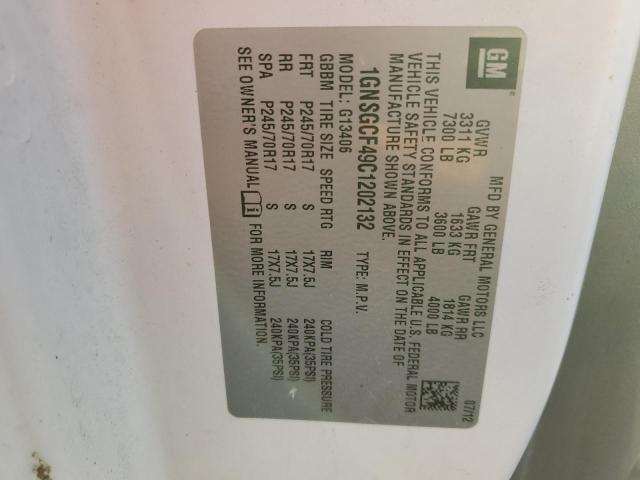 GM
MFD BY GENERAL MOTORS LLC
07/12
GVWR GAWR FRT GAWR RR
3311 KG 1633 KG 1814 KG
7300 LB 3600 LB 4000 LB
THIS VEHICLE CONFORMS TO ALL APPLICABLE U.S. FEDERAL MOTOR
VEHICLE SAFETY STANDARDS IN EFFECT ON THE DATE OF
MANUFACTURE SHOWN ABOVE.
1GNSGCF49C1202132 TYPE: M.P.V.
MODEL: G13406
GBBM TIRE SIZE SPEED RTG RIM COLD TIRE PRESSURE
FRT P245/70R17 S 17X7.5J 240KPA(35PSI)
RR P245/70R17 S 17X7.5J 240KPA(35PSI)
SPA P245/70R17 S 17X7.5J 240KPA(35PSI)
SEE OWNER'S MANUAL FOR MORE INFORMATION.